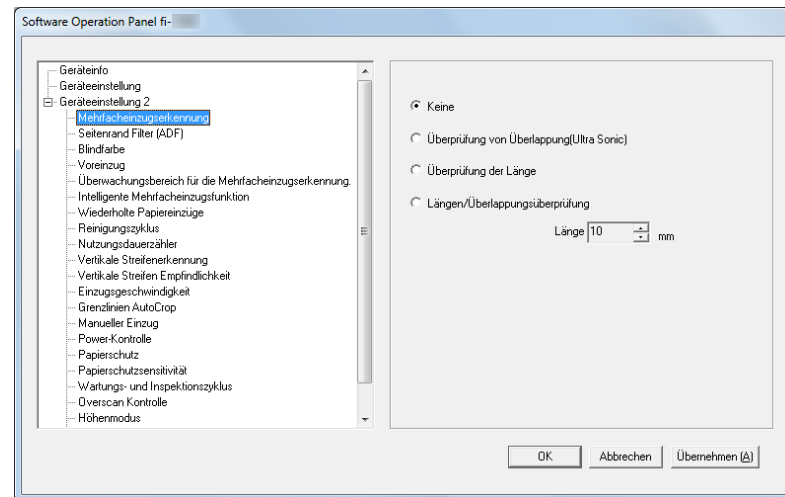 Software Operation Panel fi-
Geräteinfo
Geräteeinstellung
Geräteeinstellung 2
Mehrfacheinzugserkennung
Seitenrand Filter (ADF)
Blindfarbe
Voreinzug
Überwachungsbereich für die Mehrfacheinzugserkennung.
Intelligente Mehrfacheinzugsfunktion
Wiederholte Papiereinzüge
Reinigungszyklus
Nutzungsdauerzähler
Vertikale Streifenerkennung
Vertikale Streifen Empfindlichkeit
Einzugsgeschwindigkeit
Grenzlinien AutoCrop
Manueller Einzug
Power-Kontrolle
Papierschutz
Papierschutzsensitivität
Wartungs- und Inspektionszyklus
Overscan Kontrolle
Höhenmodus
Keine
Überprüfung von Überlappung(Ultra Sonic)
Überprüfung der Länge
Längen/Überlappungsüberprüfung
Länge 10 mm
OK Abbrechen Übernehmen (A)